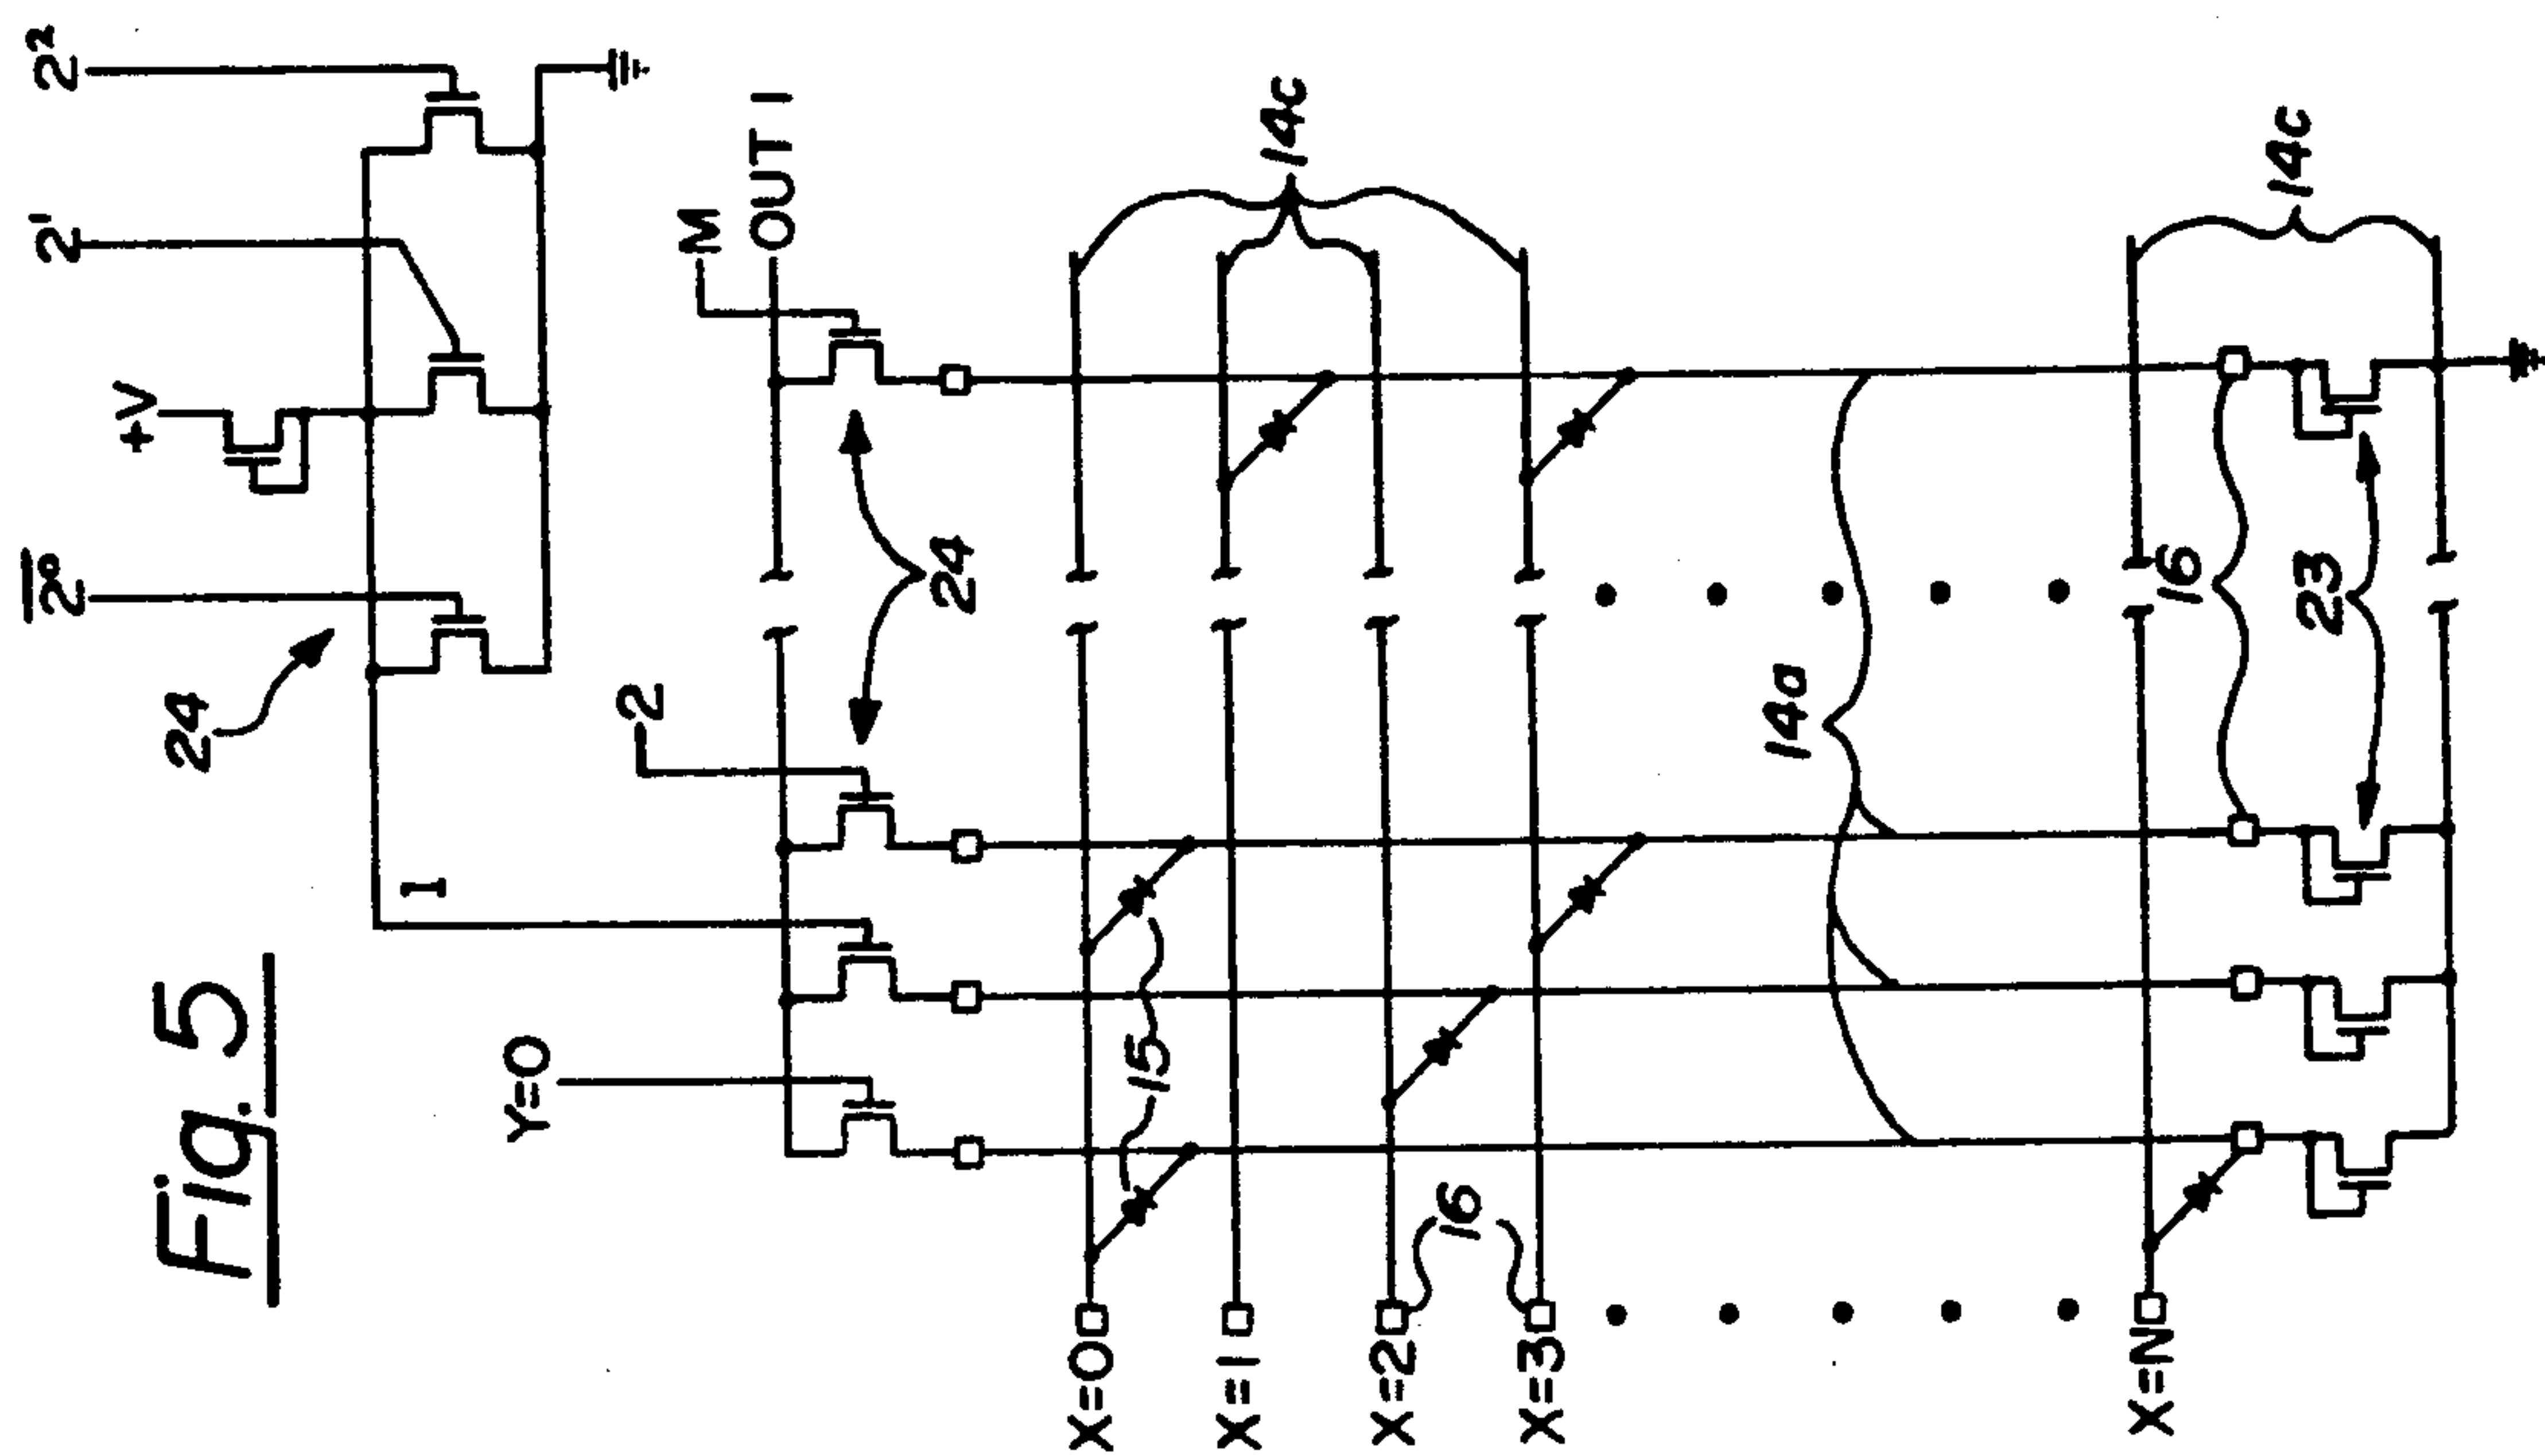 Fig. 5
2⁰ 2¹ 2²
+V
24
1
Y=0
2
M
OUT 1
24
14c
15
16
14a
16
23
14c
X=0
X=1
X=2
X=3
X=N